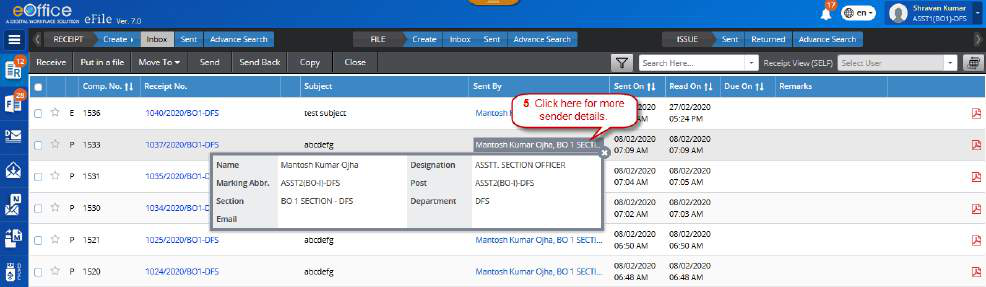 eOffice
A DIGITAL WORKPLACE SOLUTION
eFile Ver. 7.0
17
en
Shravan Kumar
ASST1(BO1)-DFS
RECEIPT Create Inbox Sent Advance Search
FILE Create Inbox Sent Advance Search
ISSUE Sent Returned Advance Search
12
R
Receive Put in a file Move To Send Send Back Copy Close
Search Here... Receipt View (SELF) Select User
Comp. No. Receipt No. Subject Sent By Sent On Read On Due On Remarks
28
F
E 1536 1040/2020/BO1-DFS test subject Mantosh 27/02/2020
05:24 PM
5 Click here for more
sender details.
P 1533 1037/2020/BO1-DFS abcdefg Mantosh Kumar Ojha, BO 1 SECTI... 08/02/2020 08/02/2020
07:09 AM 07:09 AM
Name Mantosh Kumar Ojha Designation ASSTT. SECTION OFFICER
Marking Abbr. ASST2(BO-I)-DFS Post ASST2(BO-I)-DFS
Section BO 1 SECTION - DFS Department DFS
Email
P 1531 1035/2020/BO1-DFS 08/02/2020 08/02/2020
07:04 AM 07:05 AM
P 1530 1034/2020/BO1-DFS 08/02/2020 08/02/2020
07:02 AM 07:03 AM
P 1521 1025/2020/BO1-DFS abcdefg Mantosh Kumar Ojha, BO 1 SECTI... 08/02/2020 08/02/2020
06:50 AM 06:50 AM
P 1520 1024/2020/BO1-DFS abcdefg Mantosh Kumar Ojha, BO 1 SECTI... 08/02/2020 08/02/2020
06:48 AM 06:48 AM